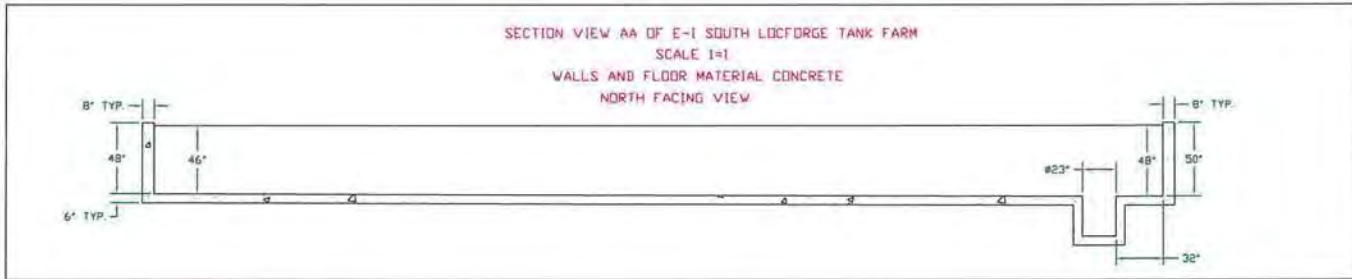 SECTION VIEW AA OF E-1 SOUTH LOCFORGE TANK FARM
SCALE 1=1
WALLS AND FLOOR MATERIAL CONCRETE
NORTH FACING VIEW
8" TYP.
8" TYP.
48"
46"
ø23"
48"
50"
6" TYP.
32"